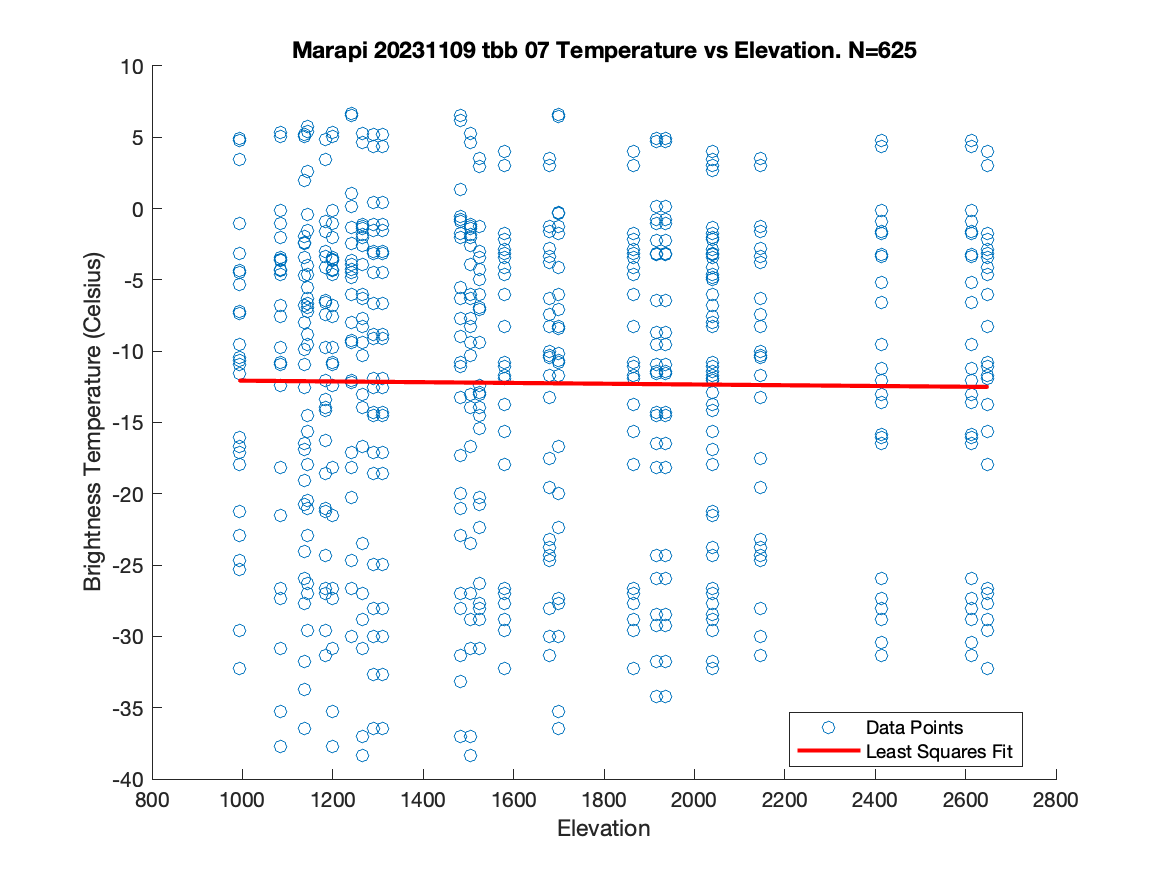 Marapi 20231109 tbb 07 Temperature vs Elevation. N=625
10
5
0
-5
-10
-15
-20
-25
-30
-35
-40
Brightness Temperature (Celsius)
Data Points
Least Squares Fit
800 1000 1200 1400 1600 1800 2000 2200 2400 2600 2800
Elevation